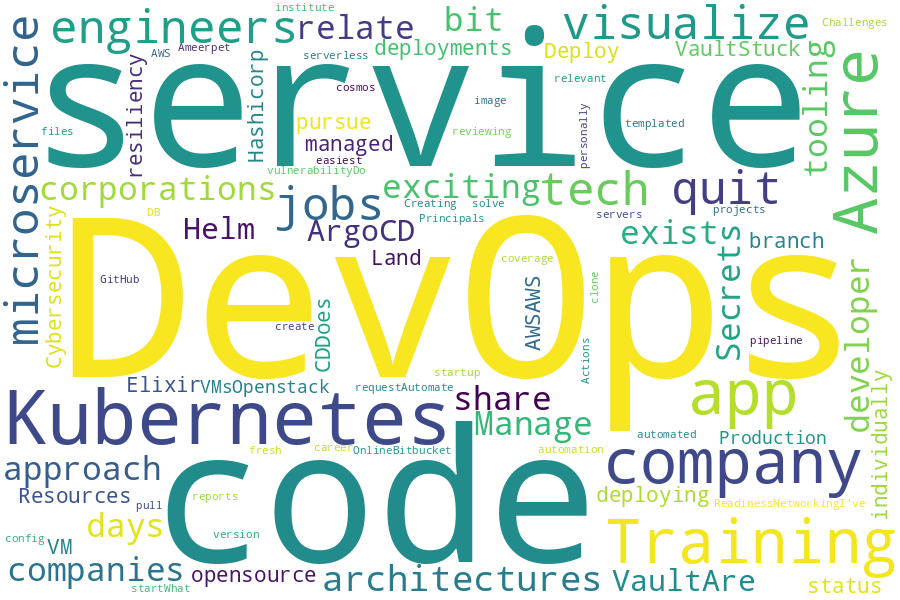 institute
engineers
relate
bit
visualize
Challenges
AWS
Ameerpet
serverless
deployments
Deploy
VaultStuck
microservice
service
resiliency
Hashicorp
cosmos
relevant
tooling
Azure
files
pursue
image
personally
templated
managed
reviewing
easiest
vulnerabilityDo
corporations
jobs
exciting
tech
quit
Creating
solve
Principals
servers
projects
DB
Helm
ArgoCD
exists
branch
Cybersecurity
DevOps
Land
coverage
Secrets
GitHub
clone
AWSAWS
developer
CDDoes
create
pipeline
Actions
startup
Elixir
VMsOpenstack
requestAutomate
share
app
individually
Kubernetes
Manage
automated
Production
fresh
career
OnlineBitbucket
automation
approach
code
company
Resources
reports
pull
deploying
ReadinessNetworkingI've
days
version
Training
config
VM
companies
opensource
architectures
VaultAre
status
startWhat